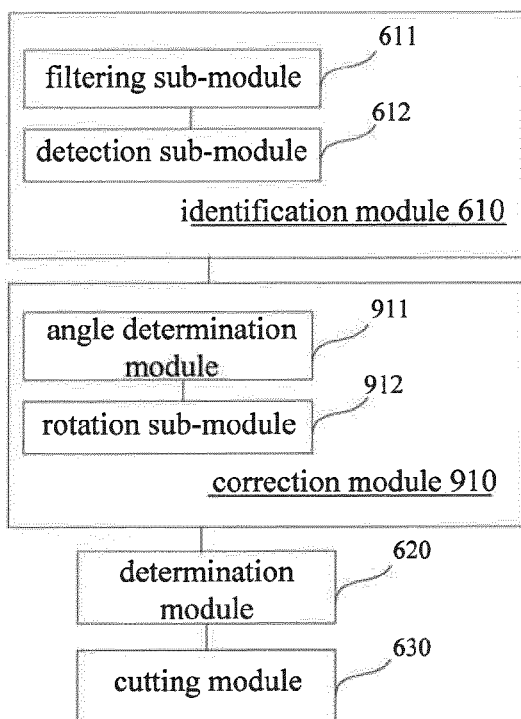 611
filtering sub-module
612
detection sub-module
identification module 610
911
angle determination
module
912
rotation sub-module
correction module 910
620
determination
module
630
cutting module